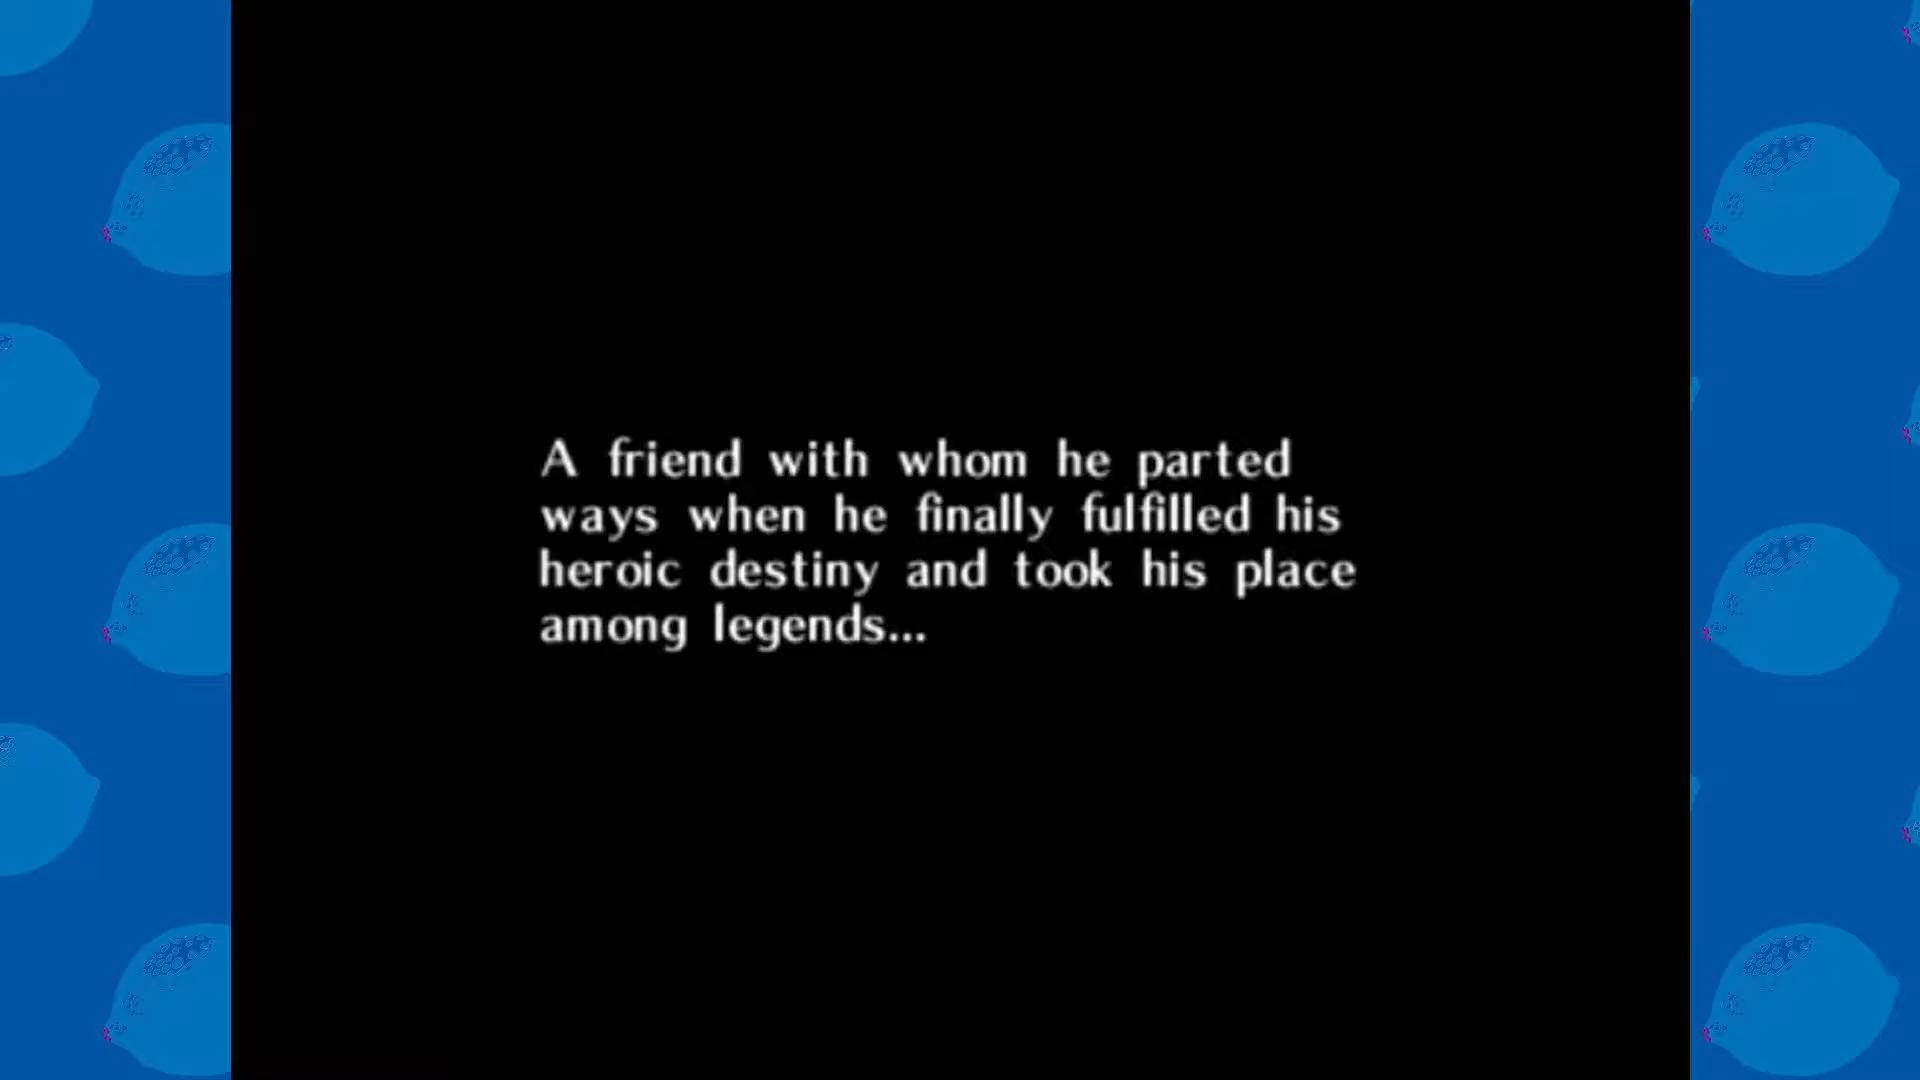 A friend with whom he parted
ways when he finally fulfilled his
heroic destiny and took his place
among legends...